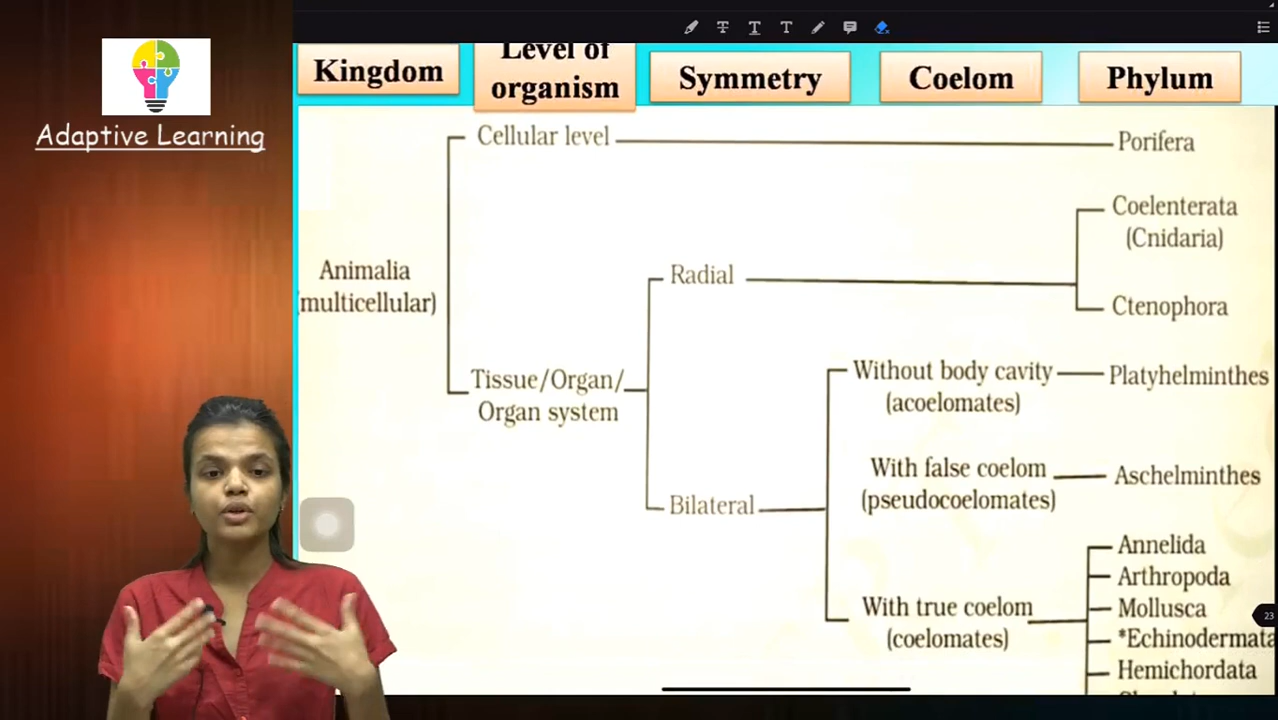 Adaptive Learning
Kingdom
Level of
organism
Symmetry
Coelom
Phylum
Cellular level
Porifera
Coelenterata
(Cnidaria)
Animalia
(multicellular)
Radial
Ctenophora
Tissue/Organ/
Organ system
Without body cavity
(acoelomates)
Platyhelminthes
With false coelom
(pseudocoelomates)
Aschelminthes
Bilateral
Annelida
Arthropoda
With true coelom
(coelomates)
Mollusca
*Echinodermata
Hemichordata
23